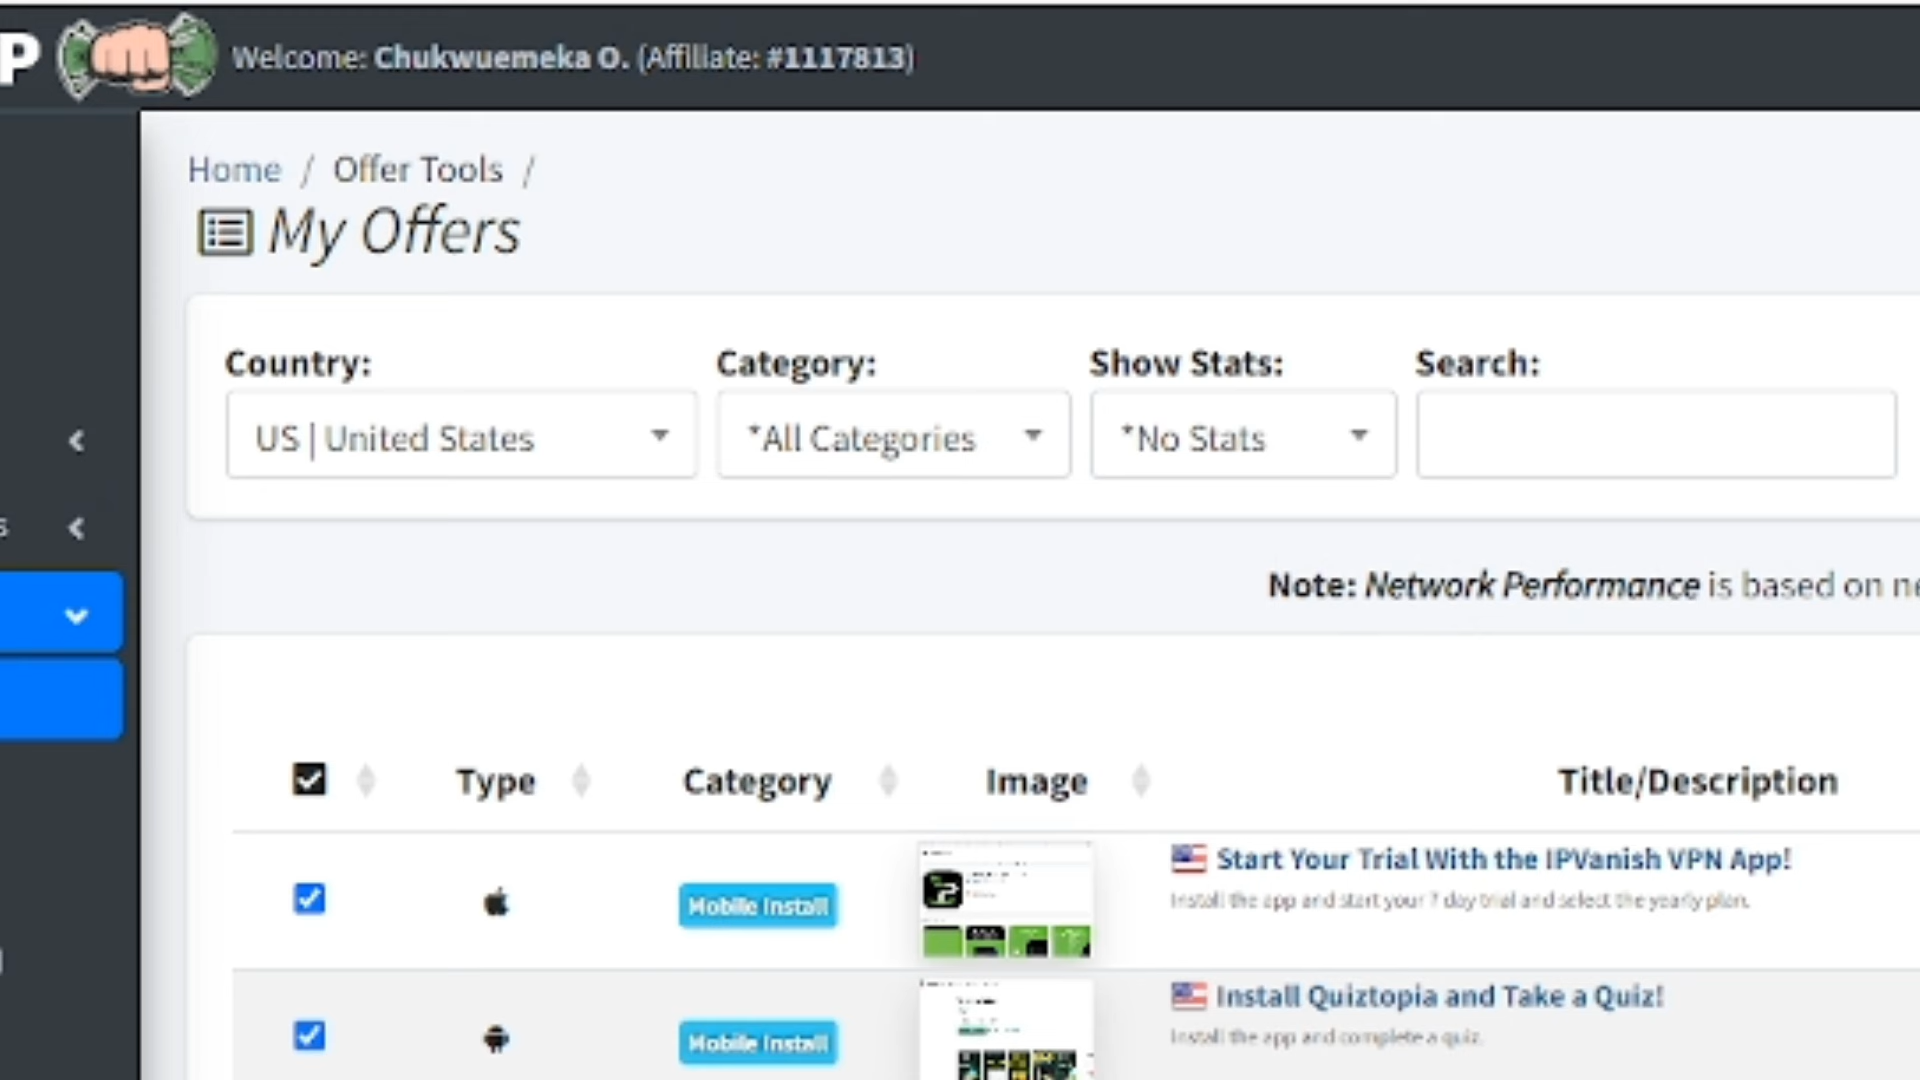 P Welcome: Chukwuemeka O. (Affiliate: #1117813)
Home / Offer Tools /
My Offers
Country: Category: Show Stats: Search:
US | United States *All Categories *No Stats
s
Note: Network Performance is based on ne
Type Category Image Title/Description
Start Your Trial With the IPVanish VPN App!
Mobile Install
Install the app and start your 7 day trial and select the yearly plan.
Install Quiztopia and Take a Quiz!
Mobile Install
Install the app and complete a quiz.